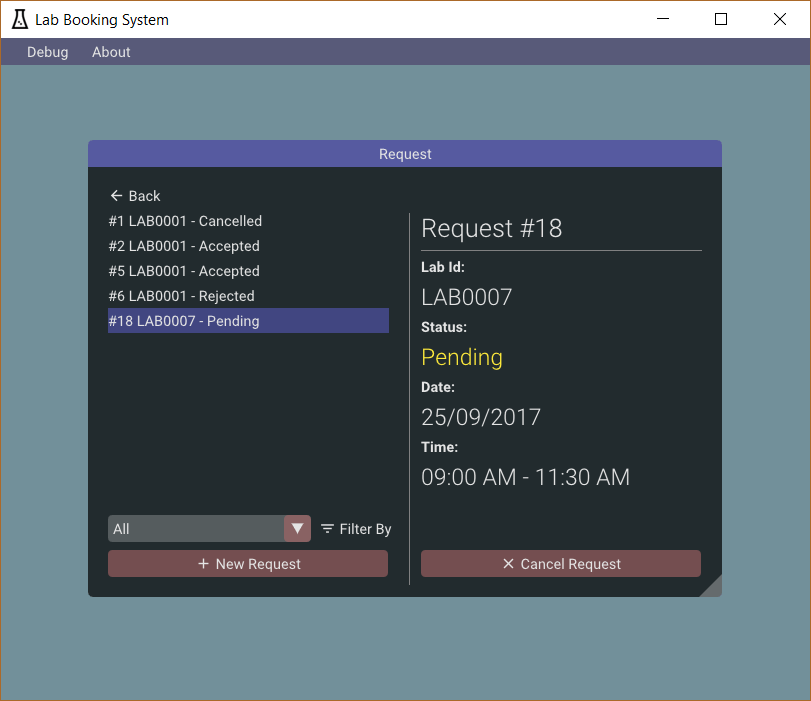 Lab Booking System
Debug About
Request
Back
#1 LAB0001 - Cancelled
#2 LAB0001 - Accepted
#5 LAB0001 - Accepted
#6 LAB0001 - Rejected
#18 LAB0007 - Pending
All
Filter By
New Request
Request #18
Lab Id:
LAB0007
Status:
Pending
Date:
25/09/2017
Time:
09:00 AM - 11:30 AM
Cancel Request